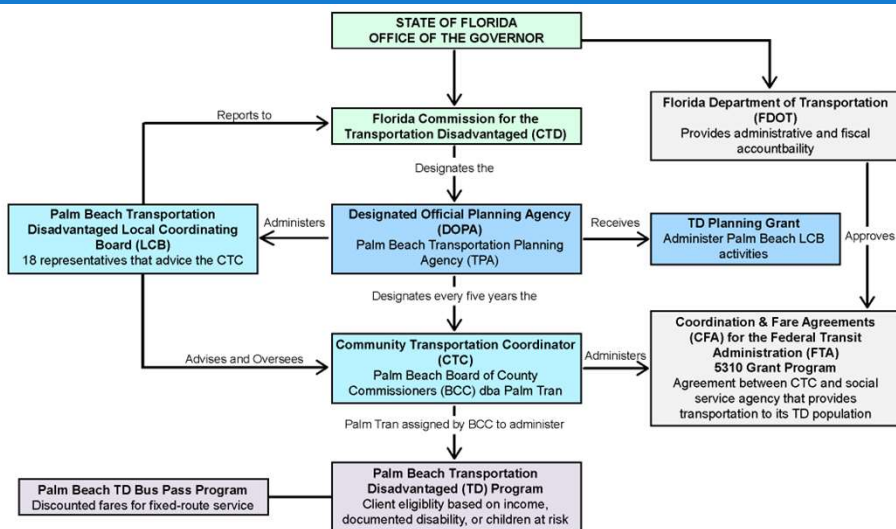 STATE OF FLORIDA
OFFICE OF THE GOVERNOR
Reports to
Florida Commission for the
Transportation Disadvantaged (CTD)
Florida Department of Transportation
(FDOT)
Provides administrative and fiscal
accountbaility
Designates the
Palm Beach Transportation
Disadvantaged Local Coordinating
Board (LCB)
18 representatives that advice the CTC
Administers
Designated Official Planning Agency
(DOPA)
Palm Beach Transportation Planning
Agency (TPA)
Receives
TD Planning Grant
Administer Palm Beach LCB
activities
Approves
Designates every five years the
Advises and Oversees
Community Transportation Coordinator
(CTC)
Palm Beach Board of County
Commissioners (BCC) dba Palm Tran
Administers
Coordination & Fare Agreements
(CFA) for the Federal Transit
Administration (FTA)
5310 Grant Program
Agreement between CTC and social
service agency that provides
transportation to its TD population
Palm Tran assigned by BCC to administer
Palm Beach TD Bus Pass Program
Discounted fares for fixed-route service
Palm Beach Transportation
Disadvantaged (TD) Program
Client eligiblity based on income,
documented disability, or children at risk